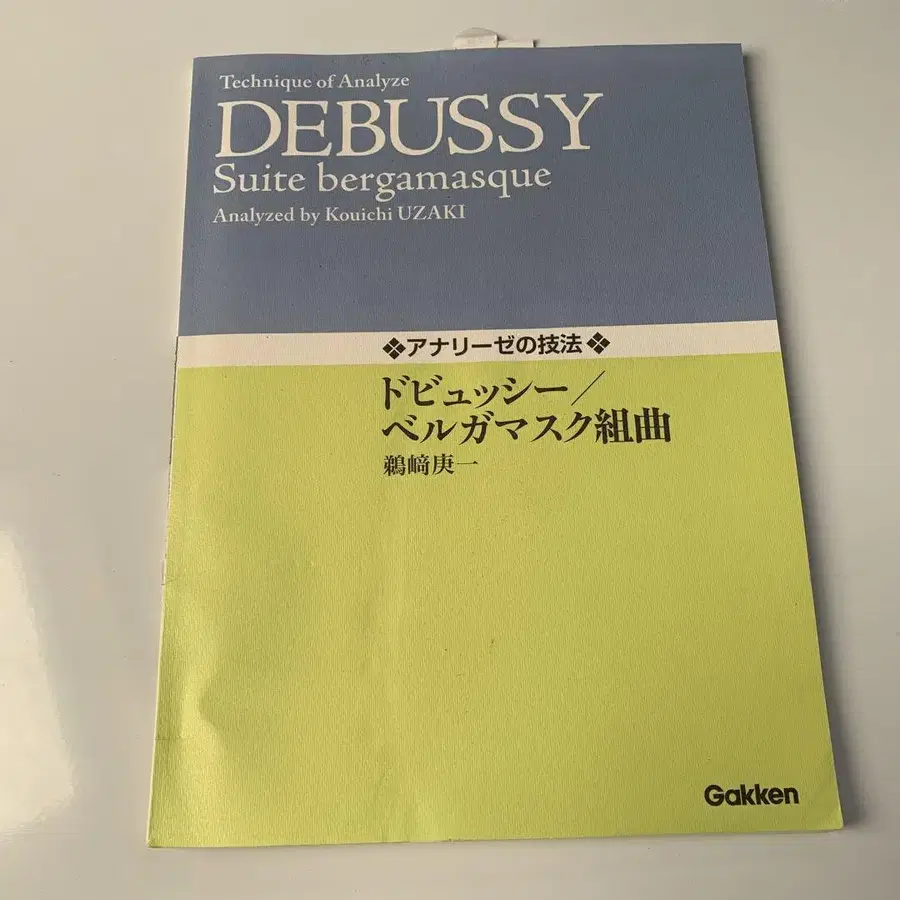 Technique of Analyze
DEBUSSY
Suite bergamasque
Analyzed by Kouichi UZAKI
❖アナリーゼの技法❖
ドビュッシー/
ベルガマスク組曲
鵜﨑庚一
Gakken